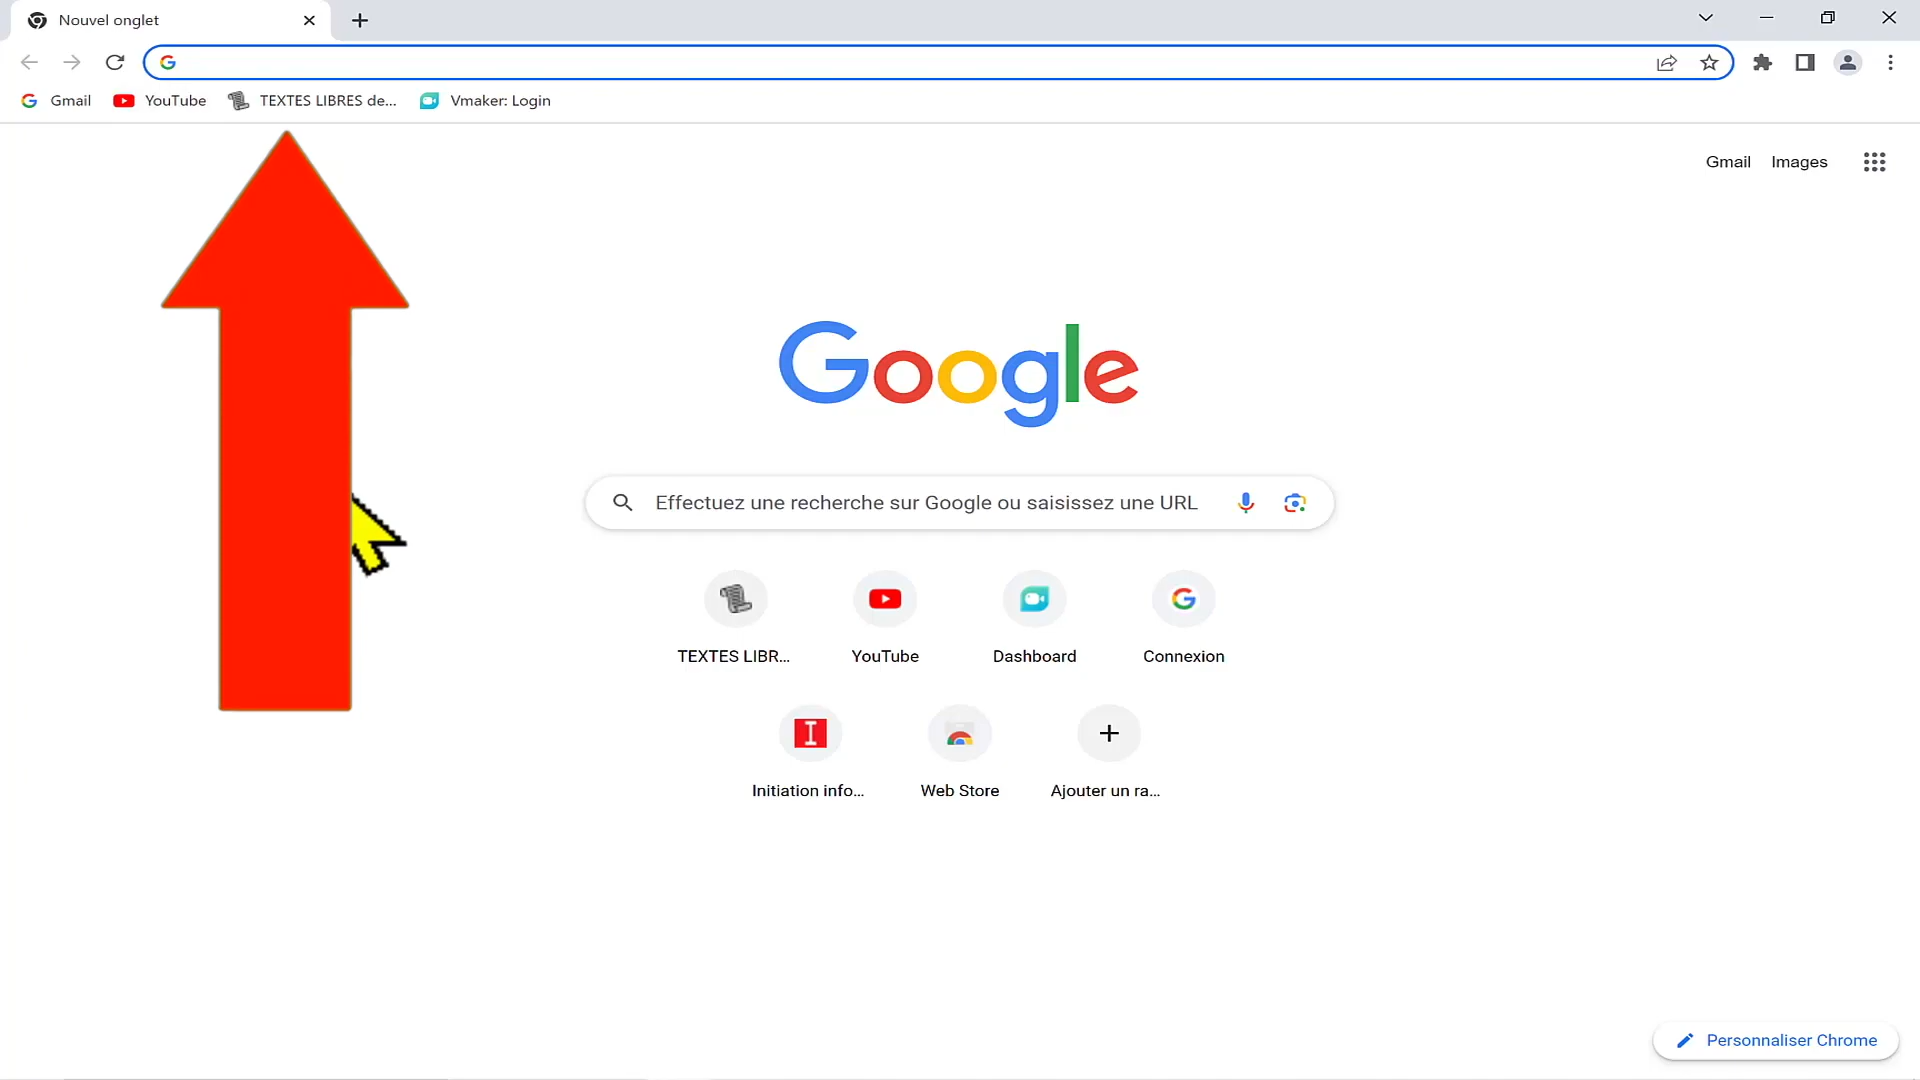 Nouvel onglet
Gmail YouTube TEXTES LIBRES de... Vmaker: Login
Gmail Images
Google
Effectuez une recherche sur Google ou saisissez une URL
TEXTES LIBR... YouTube Dashboard Connexion
Initiation info... Web Store Ajouter un ra...
Personnaliser Chrome